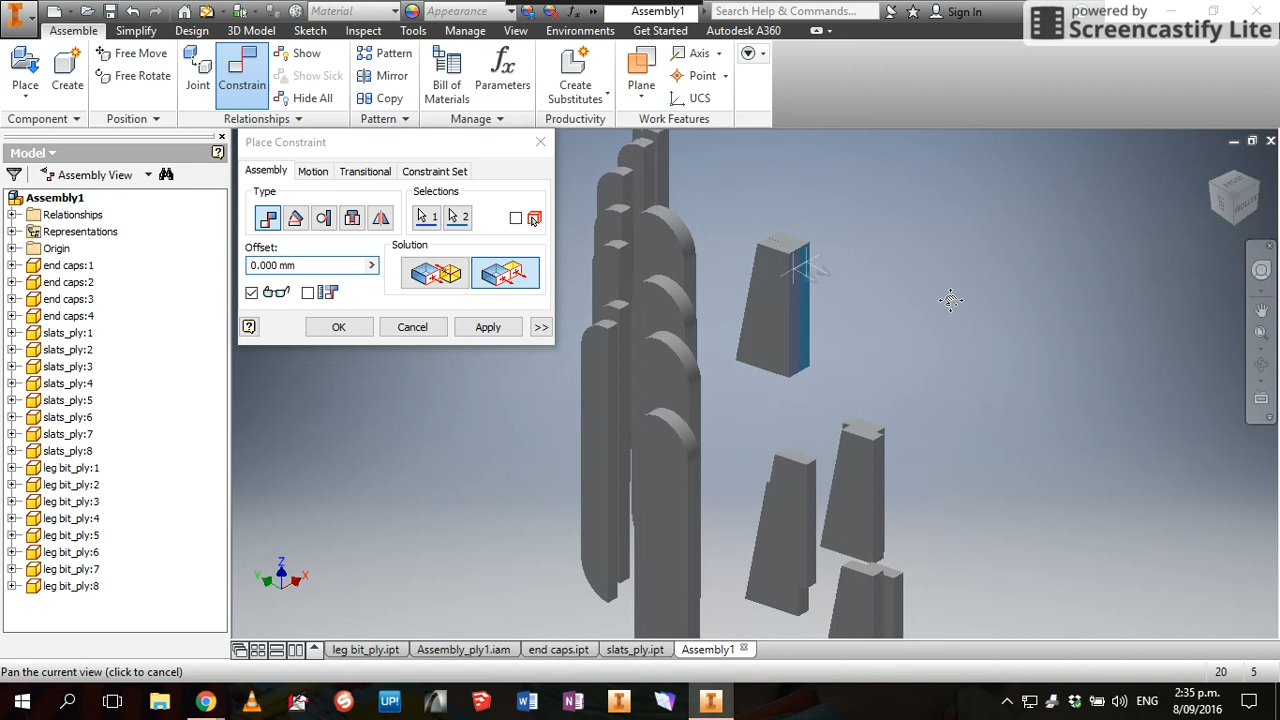 Material
Appearance
Assembly1
Search Help & Commands...
Sign In
powered by
Screencastify Lite
Assemble
Simplify
Design
3D Model
Sketch
Inspect
Tools
Manage
View
Environments
Get Started
Autodesk A360
Place
Create
Free Move
Free Rotate
Joint
Constrain
Show
Show Sick
Hide All
Pattern
Mirror
Copy
Bill of
Materials
Parameters
Create
Substitutes
Plane
Axis
Point
UCS
Component
Position
Relationships
Pattern
Manage
Productivity
Work Features
Model
Assembly View
Assembly1
Relationships
Representations
Origin
end caps:1
end caps:2
end caps:3
end caps:4
slats_ply:1
slats_ply:2
slats_ply:3
slats_ply:4
slats_ply:5
slats_ply:6
slats_ply:7
slats_ply:8
leg bit_ply:1
leg bit_ply:2
leg bit_ply:3
leg bit_ply:4
leg bit_ply:5
leg bit_ply:6
leg bit_ply:7
leg bit_ply:8
Place Constraint
Assembly
Motion
Transitional
Constraint Set
Type
Selections
1
2
Offset:
Solution
0.000 mm
OK
Cancel
Apply
>>
Z
Y
X
leg bit_ply.ipt
Assembly_ply1.iam
end caps.ipt
slats_ply.ipt
Assembly1
Pan the current view (click to cancel)
20
5
UP!
ENG
2:35 p.m.
8/09/2016